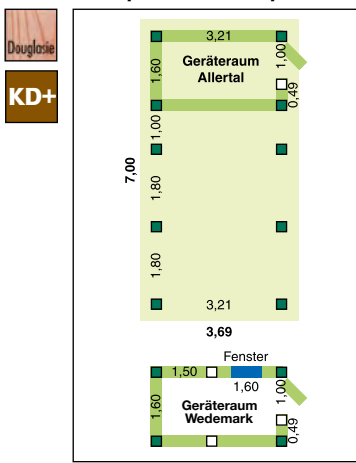 Douglasie
KD+
3,21
1,60
Geräteraum
Allertal
1,00
0,49
1,00
7,00
1,80
1,80
3,21
3,69
Fenster
1,50
1,60
1,00
1,60
Geräteraum
Wedemark
0,49